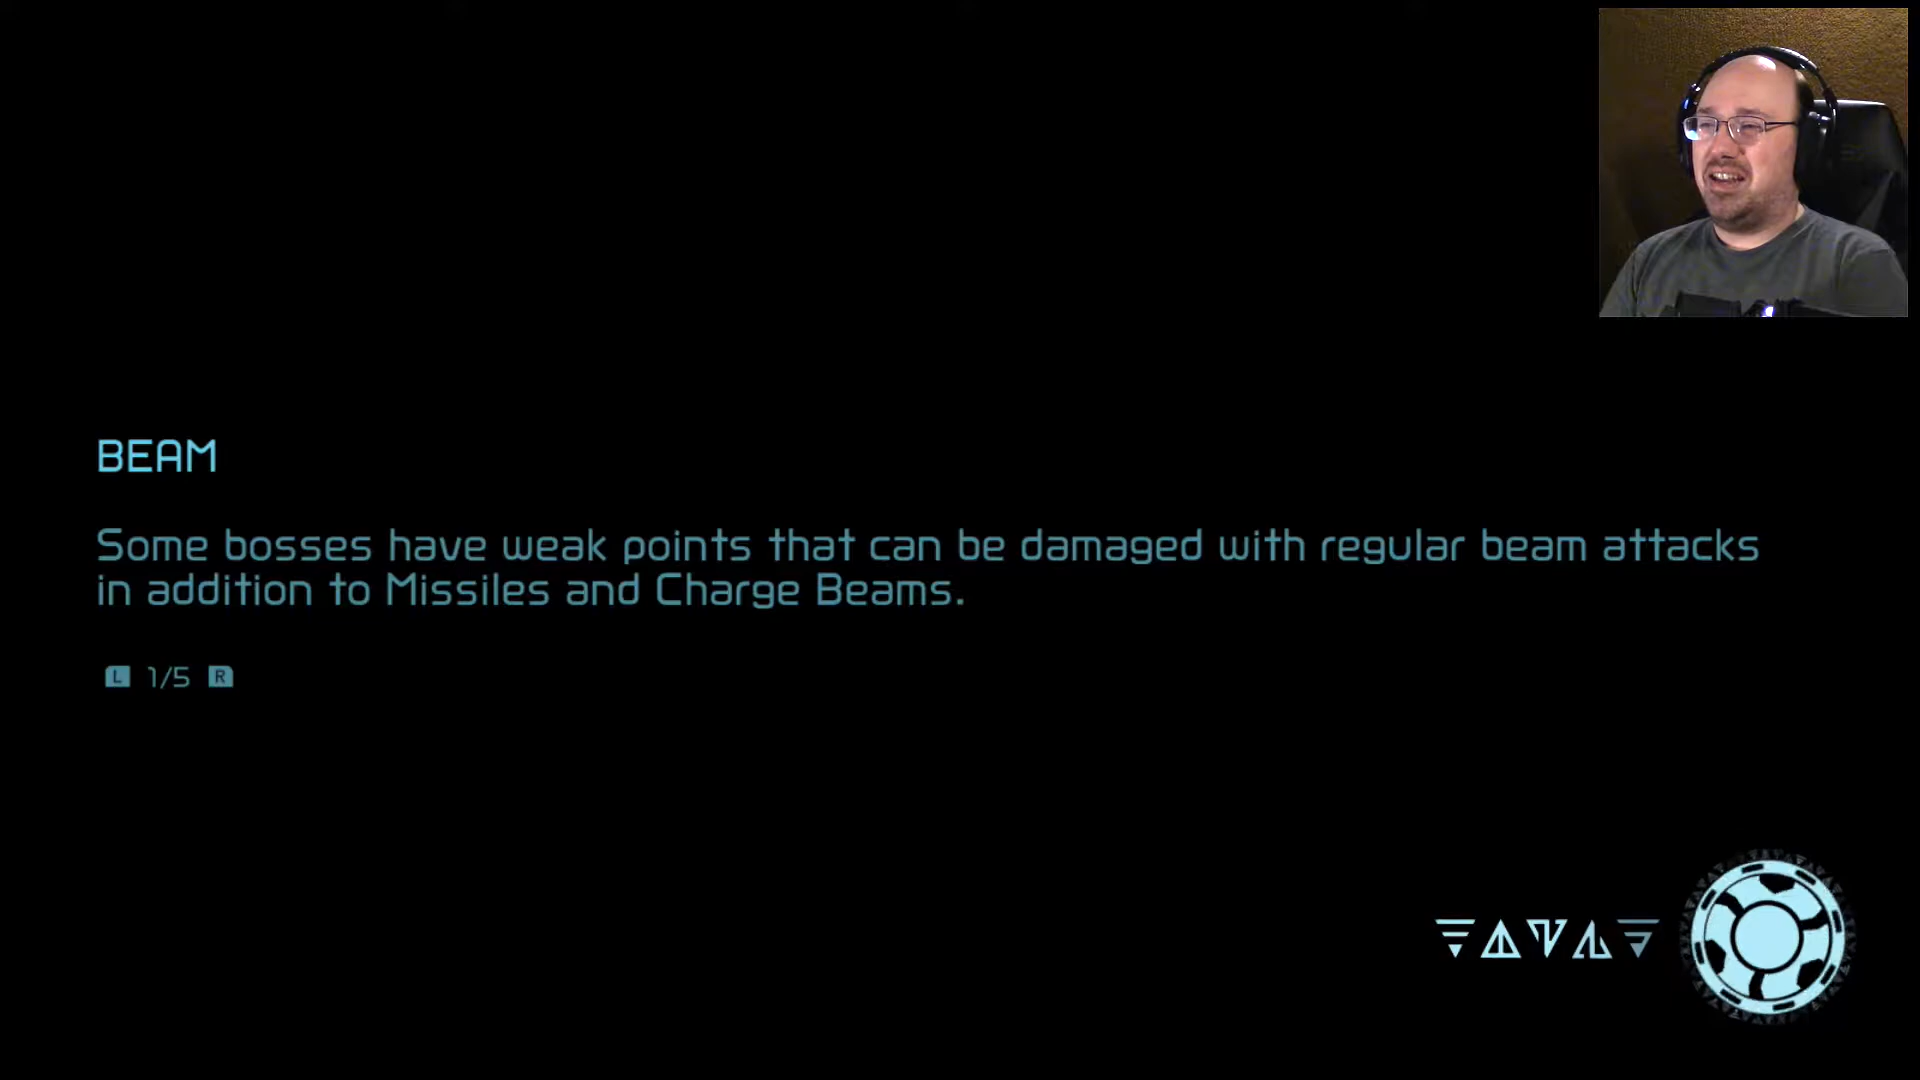 BEAM
Some bosses have weak points that can be damaged with regular beam attacks
in addition to Missiles and Charge Beams.
L 1/5 R